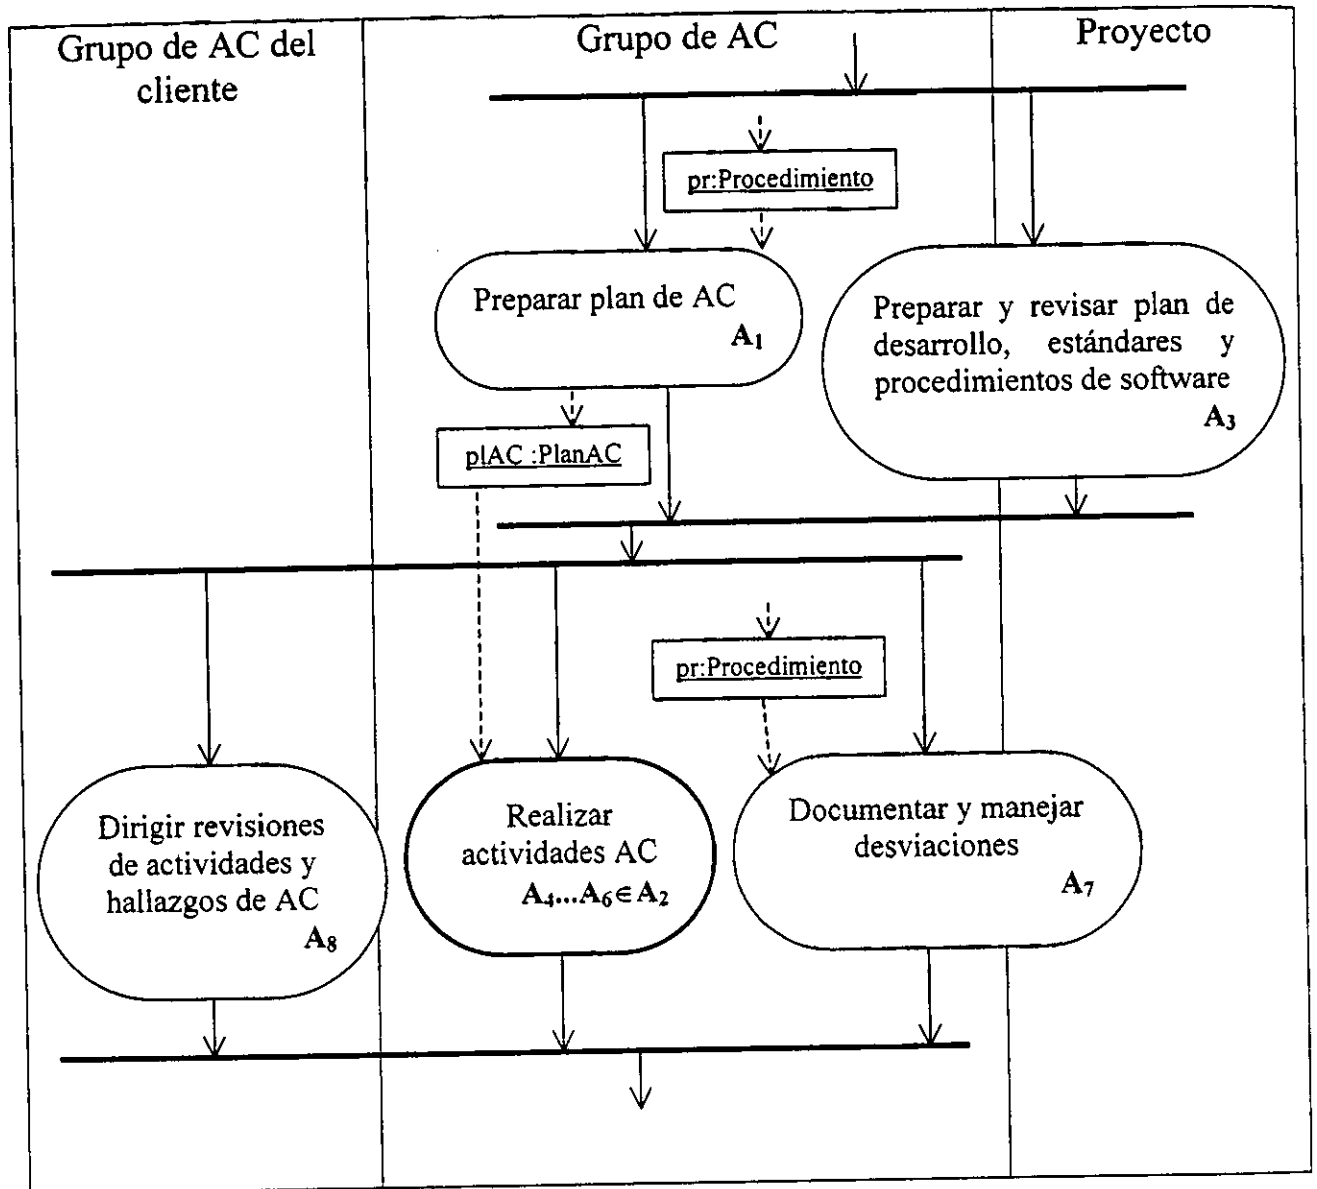 Grupo de AC del
cliente
Grupo de AC
Proyecto
pr:Procedimiento
Preparar plan de AC
A₁
Preparar y revisar plan de
desarrollo, estándares y
procedimientos de software
A₃
plAC :PlanAC
pr:Procedimiento
Dirigir revisiones
de actividades y
hallazgos de AC
A₈
Realizar
actividades AC
A₄...A₆∈A₂
Documentar y manejar
desviaciones
A₇